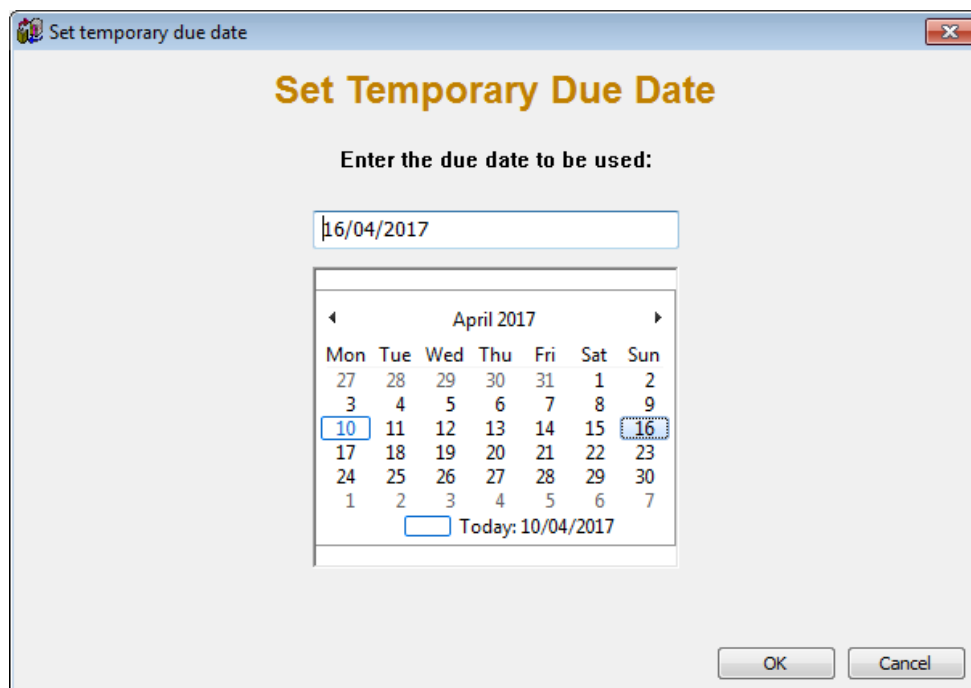 Set temporary due date
Set Temporary Due Date
Enter the due date to be used:
16/04/2017
April 2017
Mon Tue Wed Thu Fri Sat Sun
27 28 29 30 31 1 2
3 4 5 6 7 8 9
10 11 12 13 14 15 16
17 18 19 20 21 22 23
24 25 26 27 28 29 30
1 2 3 4 5 6 7
Today: 10/04/2017
OK Cancel